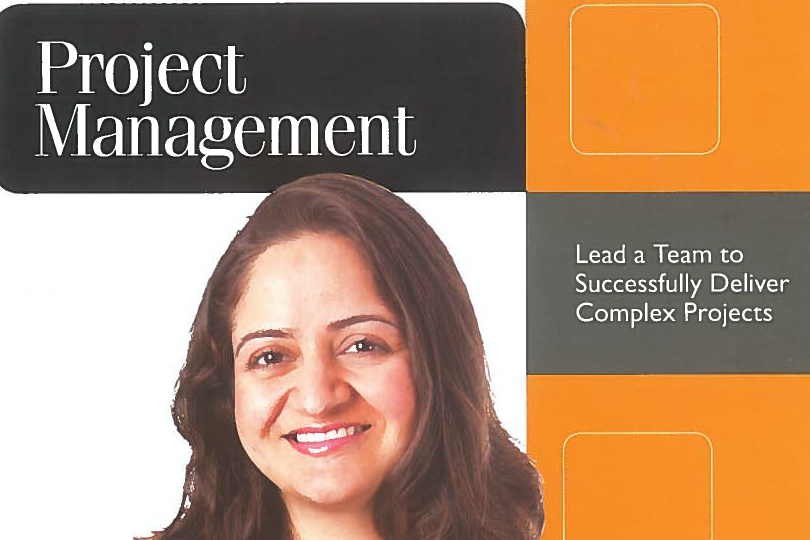 Project
Management
Lead a Team to
Successfully Deliver
Complex Projects